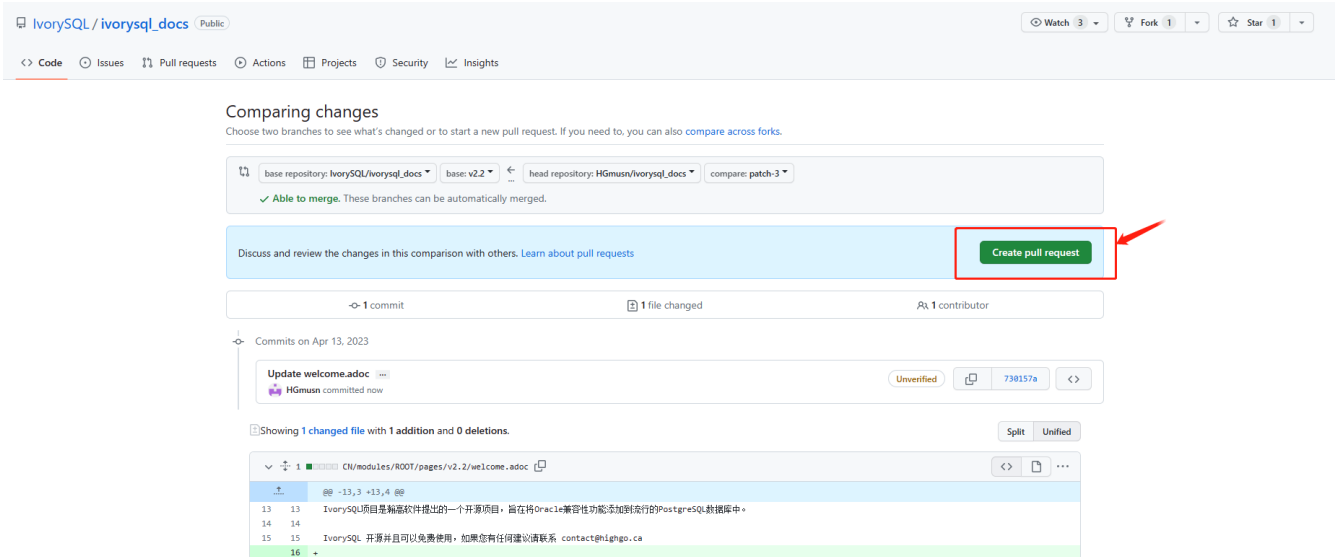 IvorySQL / ivorysql_docs Public Watch 3 Fork 1 Star 1
Code Issues Pull requests Actions Projects Security Insights
Comparing changes
Choose two branches to see what's changed or to start a new pull request. If you need to, you can also compare across forks.
base repository: IvorySQL/ivorysql_docs base: v2.2 ← head repository: HGmusn/ivorysql_docs compare: patch-3
Able to merge. These branches can be automatically merged.
Discuss and review the changes in this comparison with others. Learn about pull requests Create pull request
1 commit 1 file changed 1 contributor
Commits on Apr 13, 2023
Update welcome.adoc ...
HGmusn committed now Unverified 730157a <>
Showing 1 changed file with 1 addition and 0 deletions. Split Unified
1 CN/modules/ROOT/pages/v2.2/welcome.adoc <> ...
@@ -13,3 +13,4 @@
13 13 IvorySQL项目是瀚高软件提出的一个开源项目，旨在将Oracle兼容性功能添加到流行的PostgreSQL数据库中。
14 14
15 15 IvorySQL 开源并且可以免费使用，如果您有任何建议请联系 contact@highgo.ca
16 +